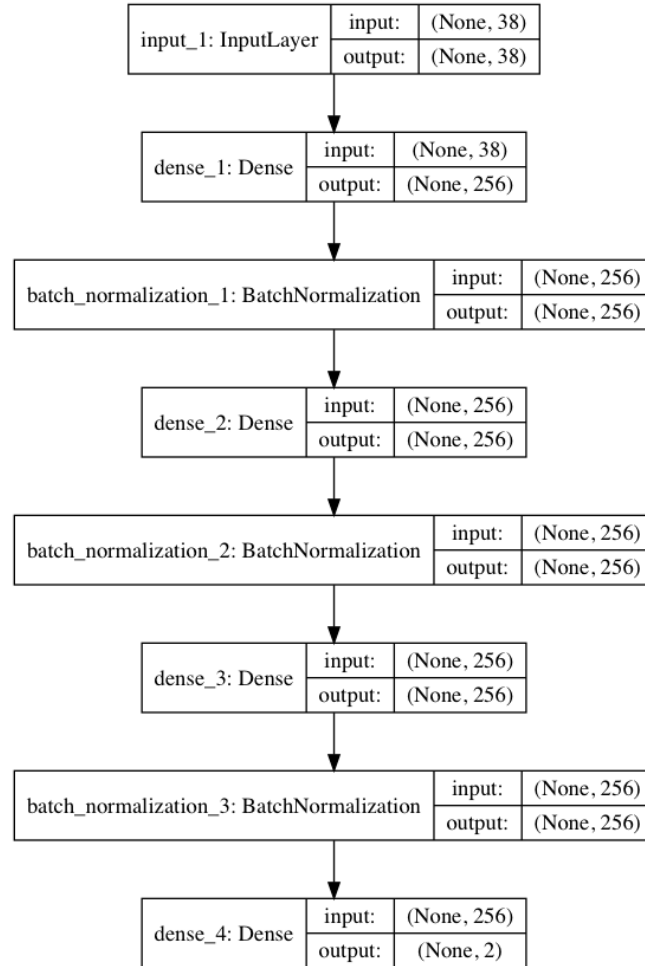 input_1: InputLayer
input: (None, 38)
output: (None, 38)
dense_1: Dense
input: (None, 38)
output: (None, 256)
batch_normalization_1: BatchNormalization
input: (None, 256)
output: (None, 256)
dense_2: Dense
input: (None, 256)
output: (None, 256)
batch_normalization_2: BatchNormalization
input: (None, 256)
output: (None, 256)
dense_3: Dense
input: (None, 256)
output: (None, 256)
batch_normalization_3: BatchNormalization
input: (None, 256)
output: (None, 256)
dense_4: Dense
input: (None, 256)
output: (None, 2)